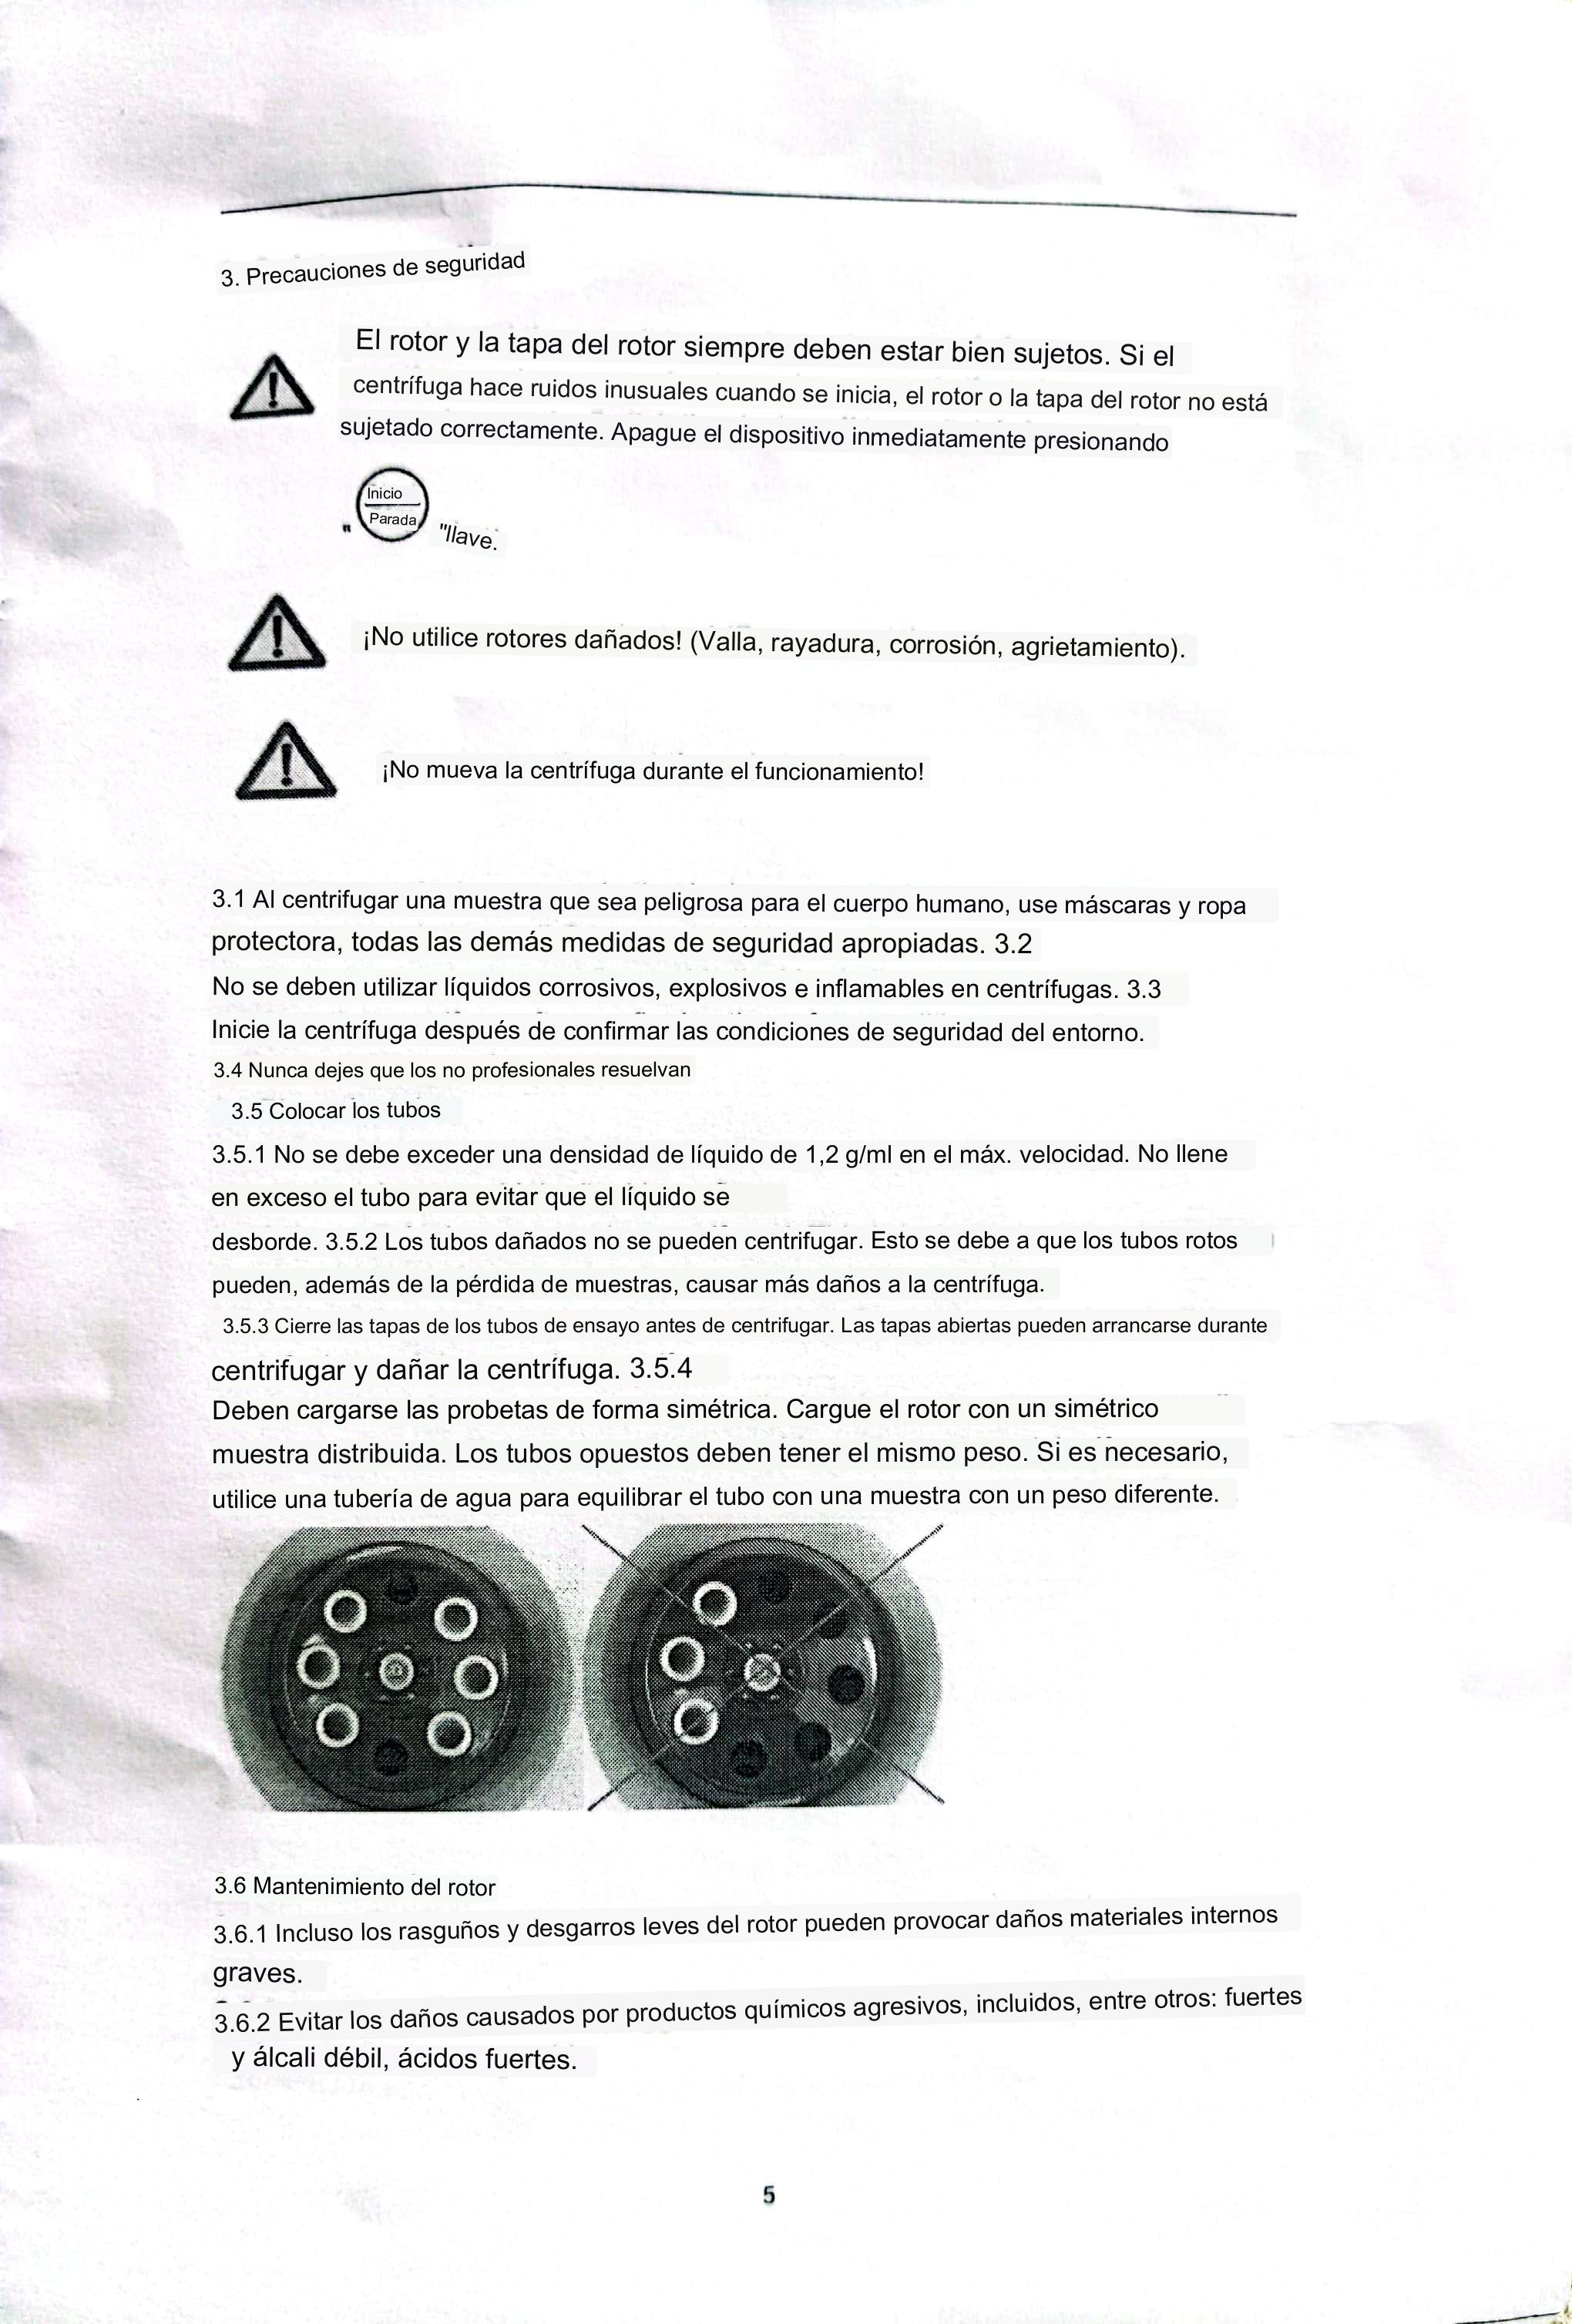 3. Precauciones de seguridad
El rotor y la tapa del rotor siempre deben estar bien sujetos. Si el
centrífuga hace ruidos inusuales cuando se inicia, el rotor o la tapa del rotor no está
sujetado correctamente. Apague el dispositivo inmediatamente presionando
Inicio
Parada
" "llave.
¡No utilice rotores dañados! (Valla, rayadura, corrosión, agrietamiento).
¡No mueva la centrífuga durante el funcionamiento!
3.1 Al centrifugar una muestra que sea peligrosa para el cuerpo humano, use máscaras y ropa
protectora, todas las demás medidas de seguridad apropiadas. 3.2
No se deben utilizar líquidos corrosivos, explosivos e inflamables en centrífugas. 3.3
Inicie la centrífuga después de confirmar las condiciones de seguridad del entorno.
3.4 Nunca dejes que los no profesionales resuelvan
3.5 Colocar los tubos
3.5.1 No se debe exceder una densidad de líquido de 1,2 g/ml en el máx. velocidad. No llene
en exceso el tubo para evitar que el líquido se
desborde. 3.5.2 Los tubos dañados no se pueden centrifugar. Esto se debe a que los tubos rotos
pueden, además de la pérdida de muestras, causar más daños a la centrífuga.
3.5.3 Cierre las tapas de los tubos de ensayo antes de centrifugar. Las tapas abiertas pueden arrancarse durante
centrifugar y dañar la centrífuga. 3.5.4
Deben cargarse las probetas de forma simétrica. Cargue el rotor con un simétrico
muestra distribuida. Los tubos opuestos deben tener el mismo peso. Si es necesario,
utilice una tubería de agua para equilibrar el tubo con una muestra con un peso diferente.
3.6 Mantenimiento del rotor
3.6.1 Incluso los rasguños y desgarros leves del rotor pueden provocar daños materiales internos
graves.
3.6.2 Evitar los daños causados por productos químicos agresivos, incluidos, entre otros: fuertes
y álcali débil, ácidos fuertes.
5